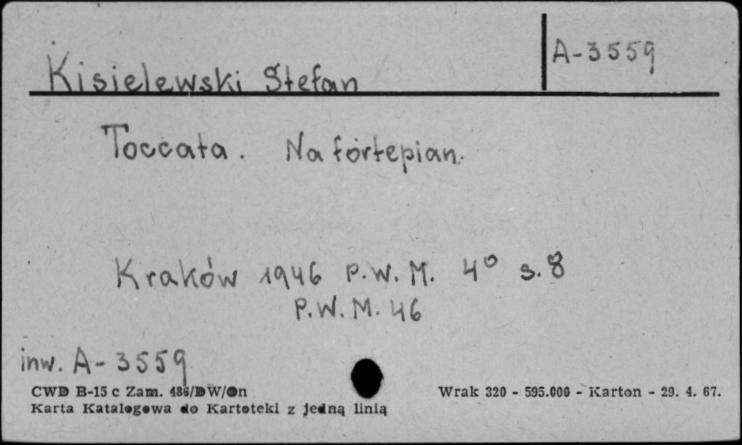 Kisielewski Stefan
A-3559
Toccata. Na fortepian.
Kraków 1946 P.W.M. 4° s. 8
P.W.M. 46
inw. A-3559
CWD B-15 c Zam. 486/DW/On Wrak 320 - 595.000 - Karton - 29. 4. 67.
Karta Katalogowa do Kartoteki z jedną linią